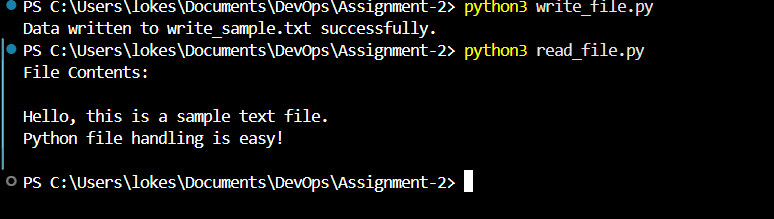 PS C:\Users\lokes\Documents\DevOps\Assignment-2> python3 write_file.py
Data written to write_sample.txt successfully.
PS C:\Users\lokes\Documents\DevOps\Assignment-2> python3 read_file.py
File Contents:
Hello, this is a sample text file.
Python file handling is easy!
PS C:\Users\lokes\Documents\DevOps\Assignment-2>